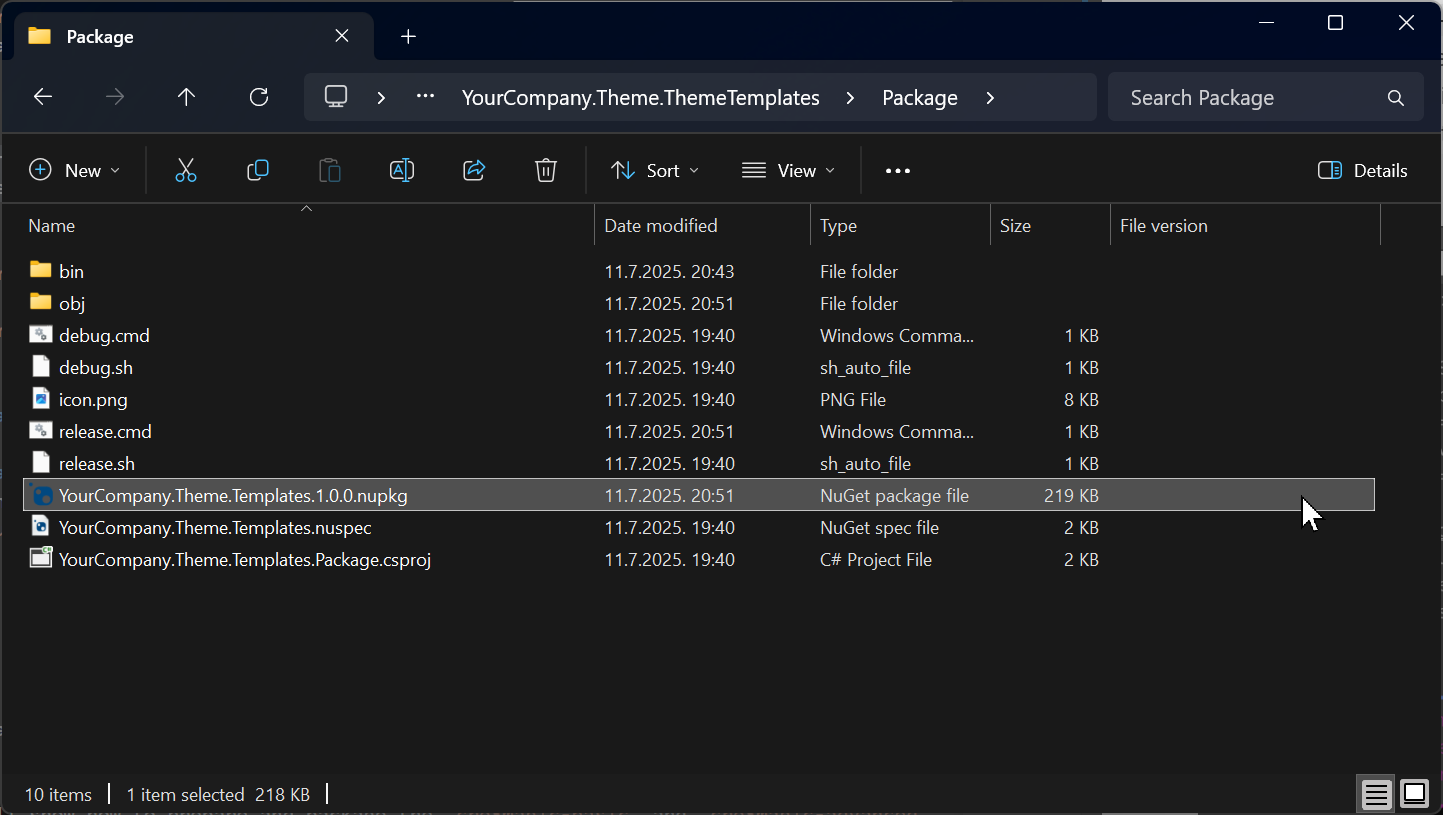 Package
YourCompany.Theme.ThemeTemplates Package Search Package
New Sort View Details
Name Date modified Type Size File version
bin 11.7.2025. 20:43 File folder
obj 11.7.2025. 20:51 File folder
debug.cmd 11.7.2025. 19:40 Windows Comma... 1 KB
debug.sh 11.7.2025. 19:40 sh_auto_file 1 KB
icon.png 11.7.2025. 19:40 PNG File 8 KB
release.cmd 11.7.2025. 20:51 Windows Comma... 1 KB
release.sh 11.7.2025. 19:40 sh_auto_file 1 KB
YourCompany.Theme.Templates.1.0.0.nupkg 11.7.2025. 20:51 NuGet package file 219 KB
YourCompany.Theme.Templates.nuspec 11.7.2025. 19:40 NuGet spec file 2 KB
YourCompany.Theme.Templates.Package.csproj 11.7.2025. 19:40 C# Project File 2 KB
10 items 1 item selected 218 KB